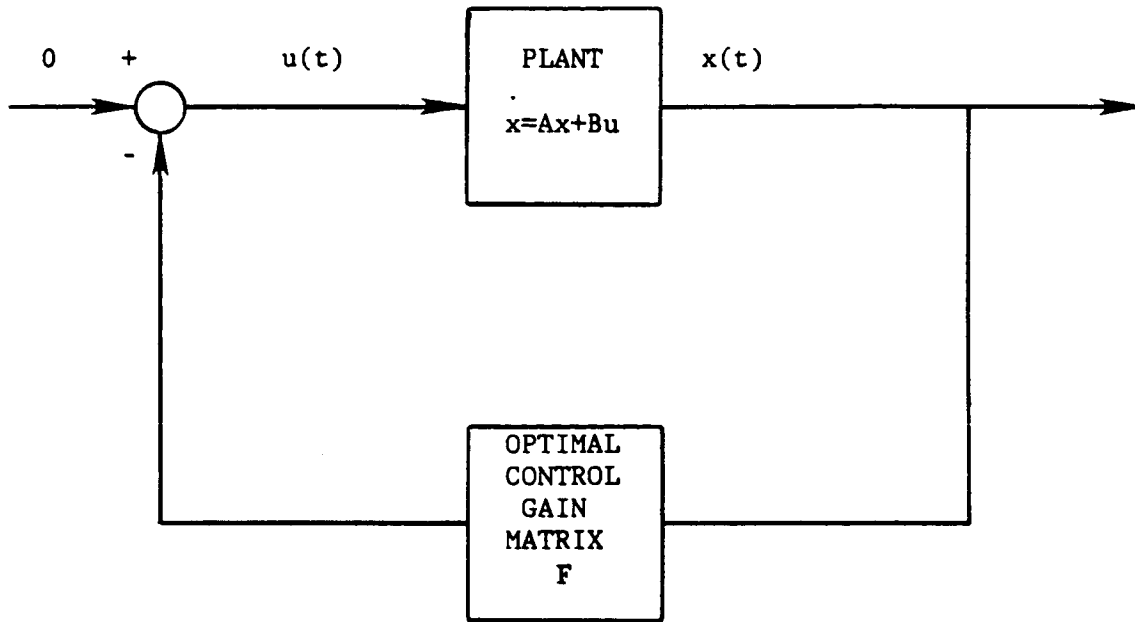 0 + u(t) PLANT x(t)
ẋ=Ax+Bu
-
OPTIMAL
CONTROL
GAIN
MATRIX
F